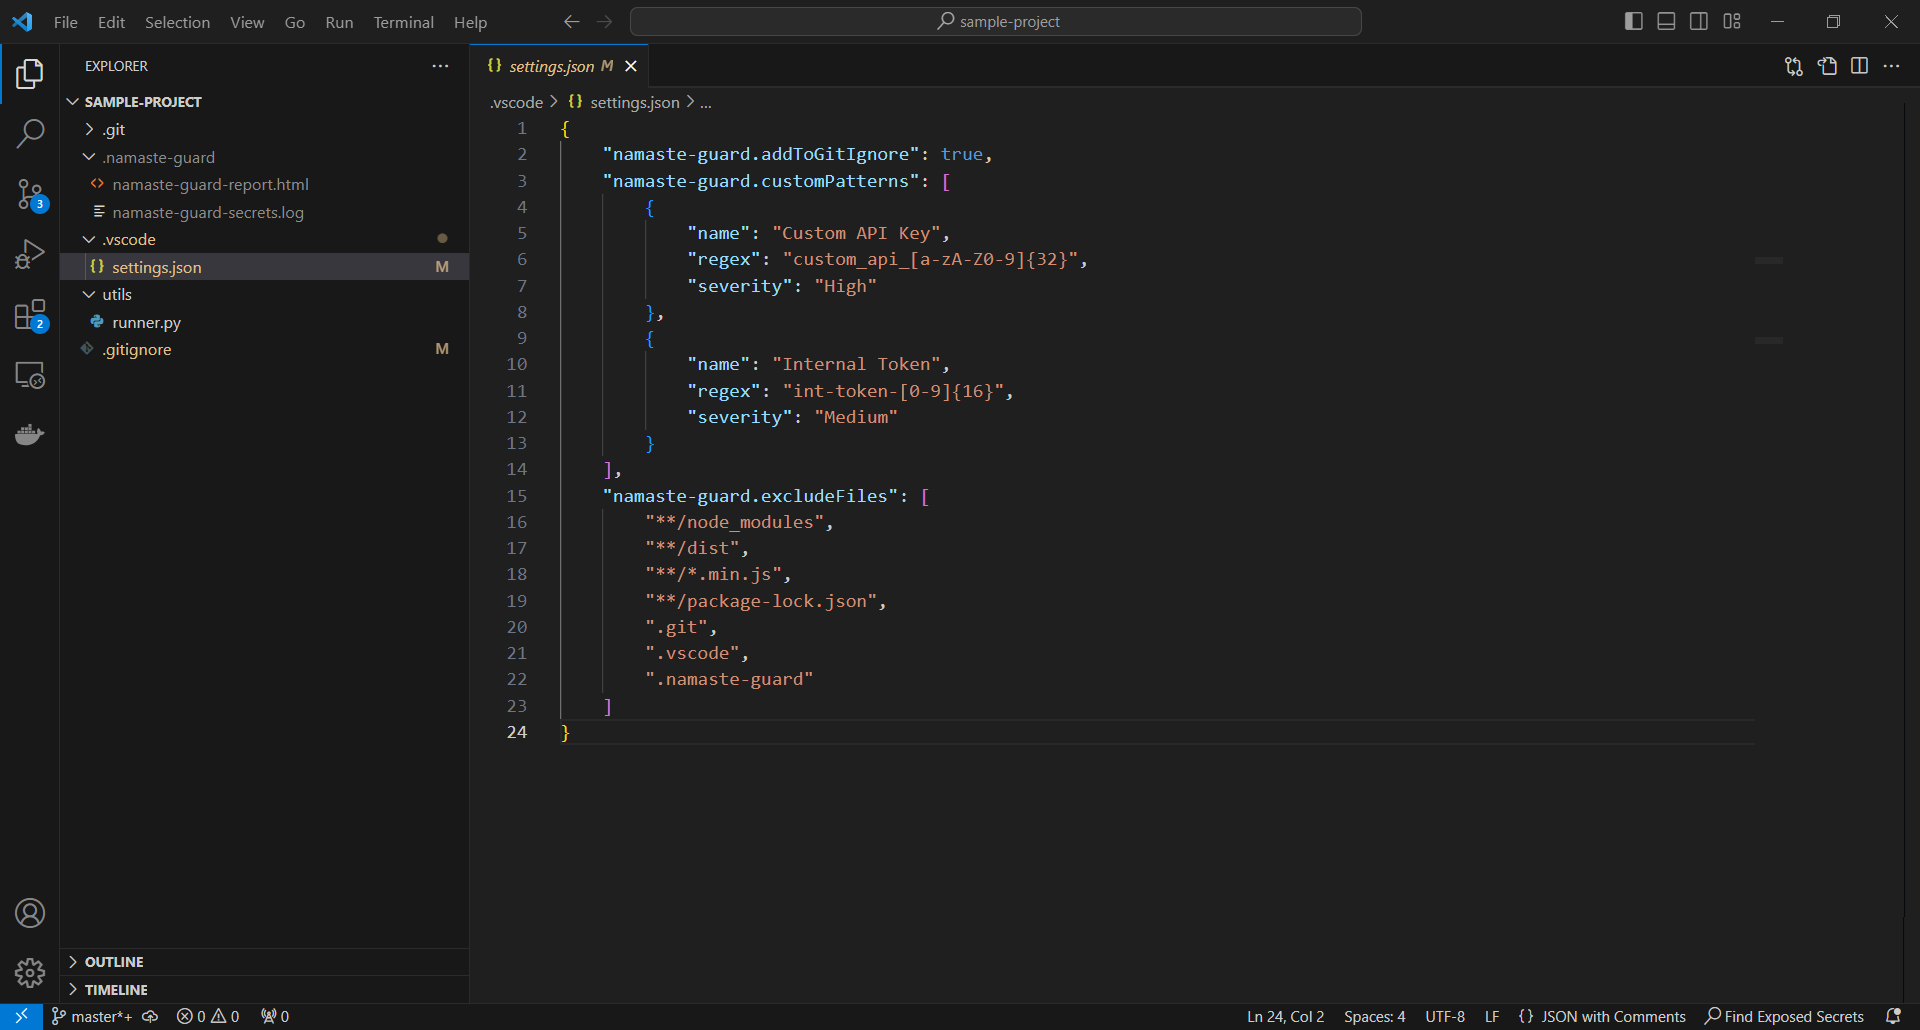 File Edit Selection View Go Run Terminal Help
sample-project
EXPLORER
SAMPLE-PROJECT
.git
.namaste-guard
namaste-guard-report.html
namaste-guard-secrets.log
3
.vscode
settings.json M
utils
2
runner.py
.gitignore M
OUTLINE
TIMELINE
{} settings.json M
.vscode > {} settings.json > ...
1 {
2 "namaste-guard.addToGitIgnore": true,
3 "namaste-guard.customPatterns": [
4 {
5 "name": "Custom API Key",
6 "regex": "custom_api_[a-zA-Z0-9]{32}",
7 "severity": "High"
8 },
9 {
10 "name": "Internal Token",
11 "regex": "int-token-[0-9]{16}",
12 "severity": "Medium"
13 }
14 ],
15 "namaste-guard.excludeFiles": [
16 "**/node_modules",
17 "**/dist",
18 "**/*.min.js",
19 "**/package-lock.json",
20 ".git",
21 ".vscode",
22 ".namaste-guard"
23 ]
24 }
master*+ 0 0 0 Ln 24, Col 2 Spaces: 4 UTF-8 LF {} JSON with Comments Find Exposed Secrets